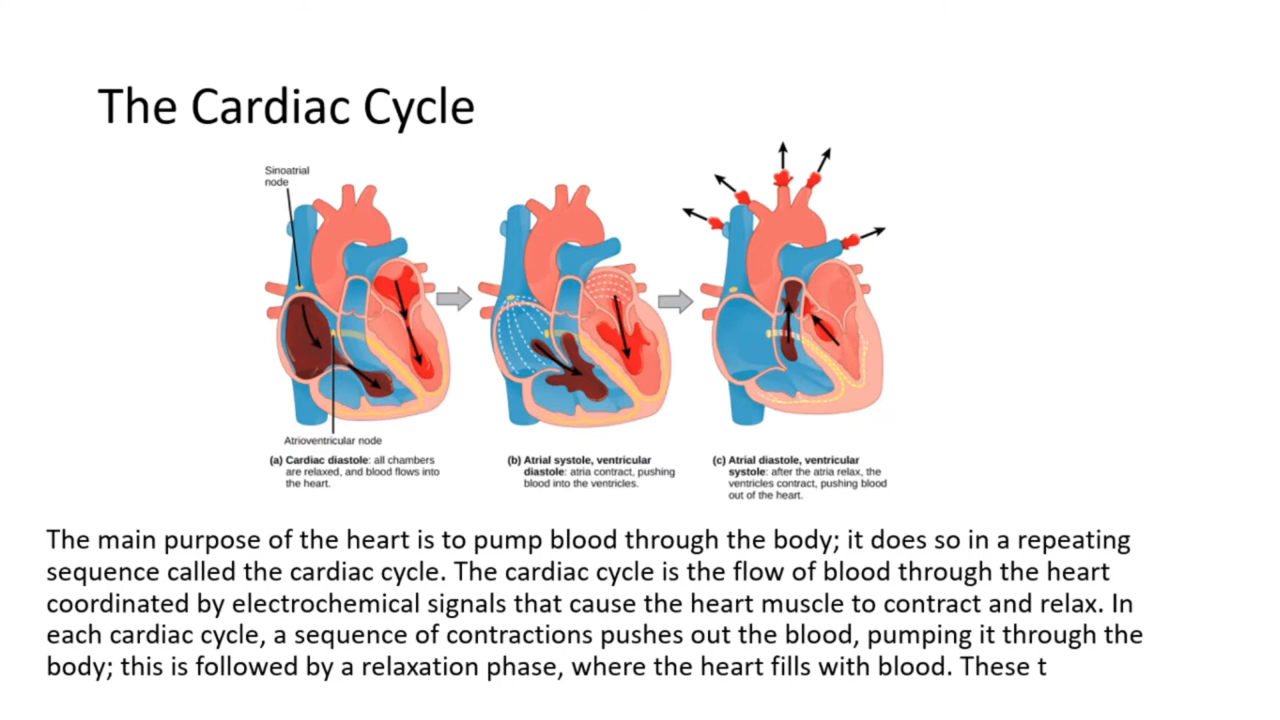 The Cardiac Cycle
Sinoatrial
node
Atrioventricular node
(a) Cardiac diastole: all chambers
are relaxed, and blood flows into
the heart.
(b) Atrial systole, ventricular
diastole: atria contract, pushing
blood into the ventricles.
(c) Atrial diastole, ventricular
systole: after the atria relax, the
ventricles contract, pushing blood
out of the heart.
The main purpose of the heart is to pump blood through the body; it does so in a repeating
sequence called the cardiac cycle. The cardiac cycle is the flow of blood through the heart
coordinated by electrochemical signals that cause the heart muscle to contract and relax. In
each cardiac cycle, a sequence of contractions pushes out the blood, pumping it through the
body; this is followed by a relaxation phase, where the heart fills with blood. These t